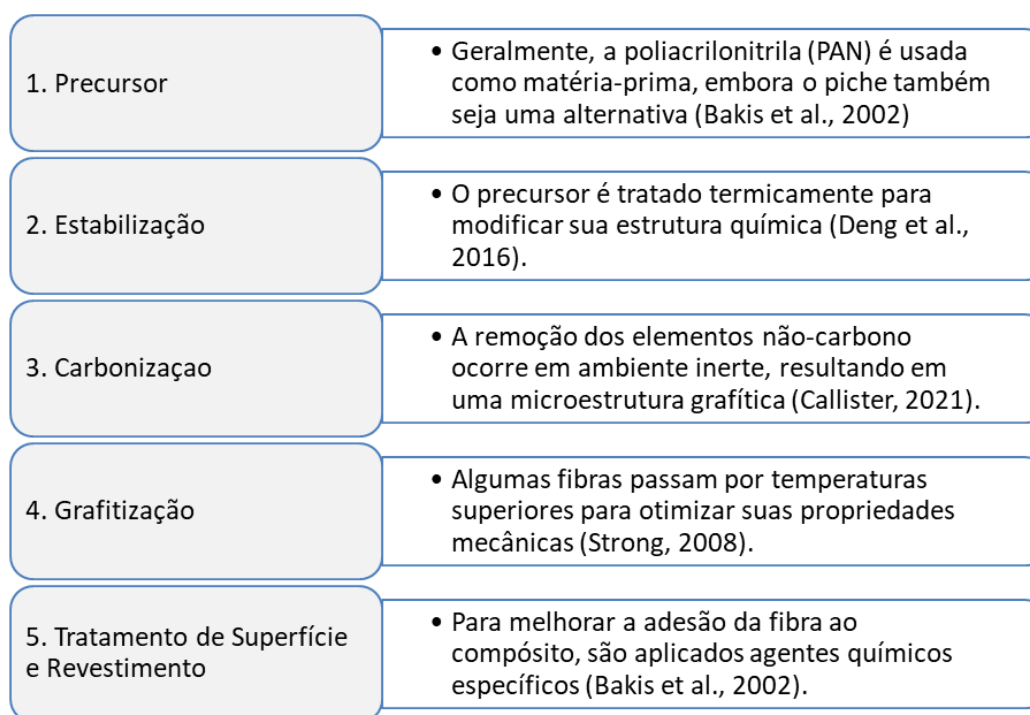 1. Precursor
• Geralmente, a poliacrilonitrila (PAN) é usada
como matéria-prima, embora o piche também
seja uma alternativa (Bakis et al., 2002)
2. Estabilização
• O precursor é tratado termicamente para
modificar sua estrutura química (Deng et al.,
2016).
3. Carbonizaçao
• A remoção dos elementos não-carbono
ocorre em ambiente inerte, resultando em
uma microestrutura grafítica (Callister, 2021).
4. Grafitização
• Algumas fibras passam por temperaturas
superiores para otimizar suas propriedades
mecânicas (Strong, 2008).
5. Tratamento de Superfície
e Revestimento
• Para melhorar a adesão da fibra ao
compósito, são aplicados agentes químicos
específicos (Bakis et al., 2002).